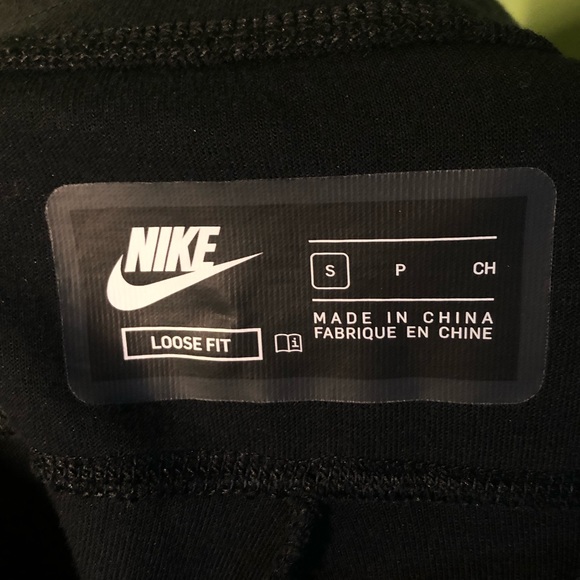 NIKE
LOOSE FIT
S P CH
MADE IN CHINA
FABRIQUE EN CHINE